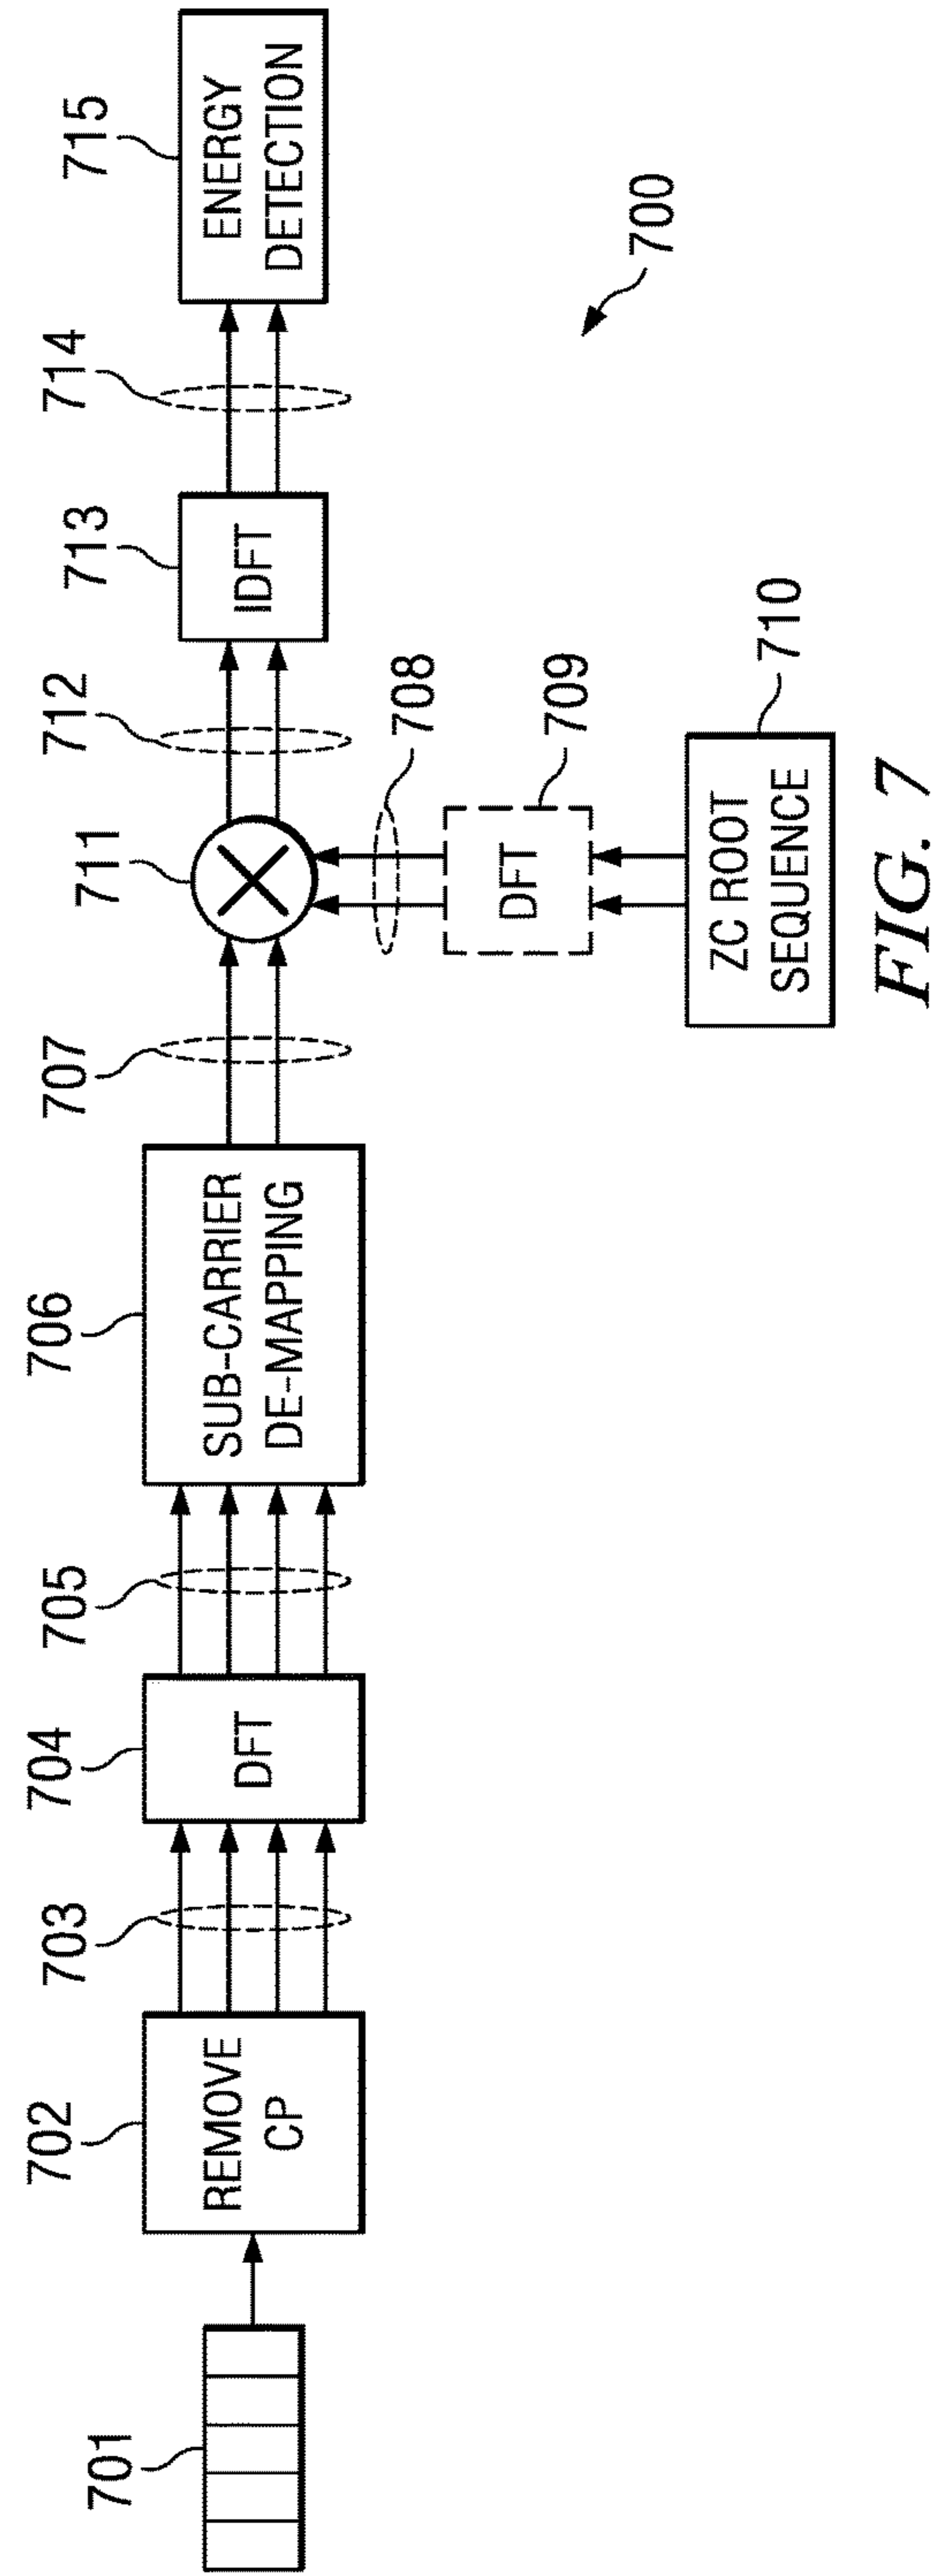 701
702
REMOVE
CP
703
704
DFT
705
706
SUB-CARRIER
DE-MAPPING
707
711
712
713
IDFT
714
715
ENERGY
DETECTION
708
DFT
709
ZC ROOT
SEQUENCE
710
700
FIG. 7